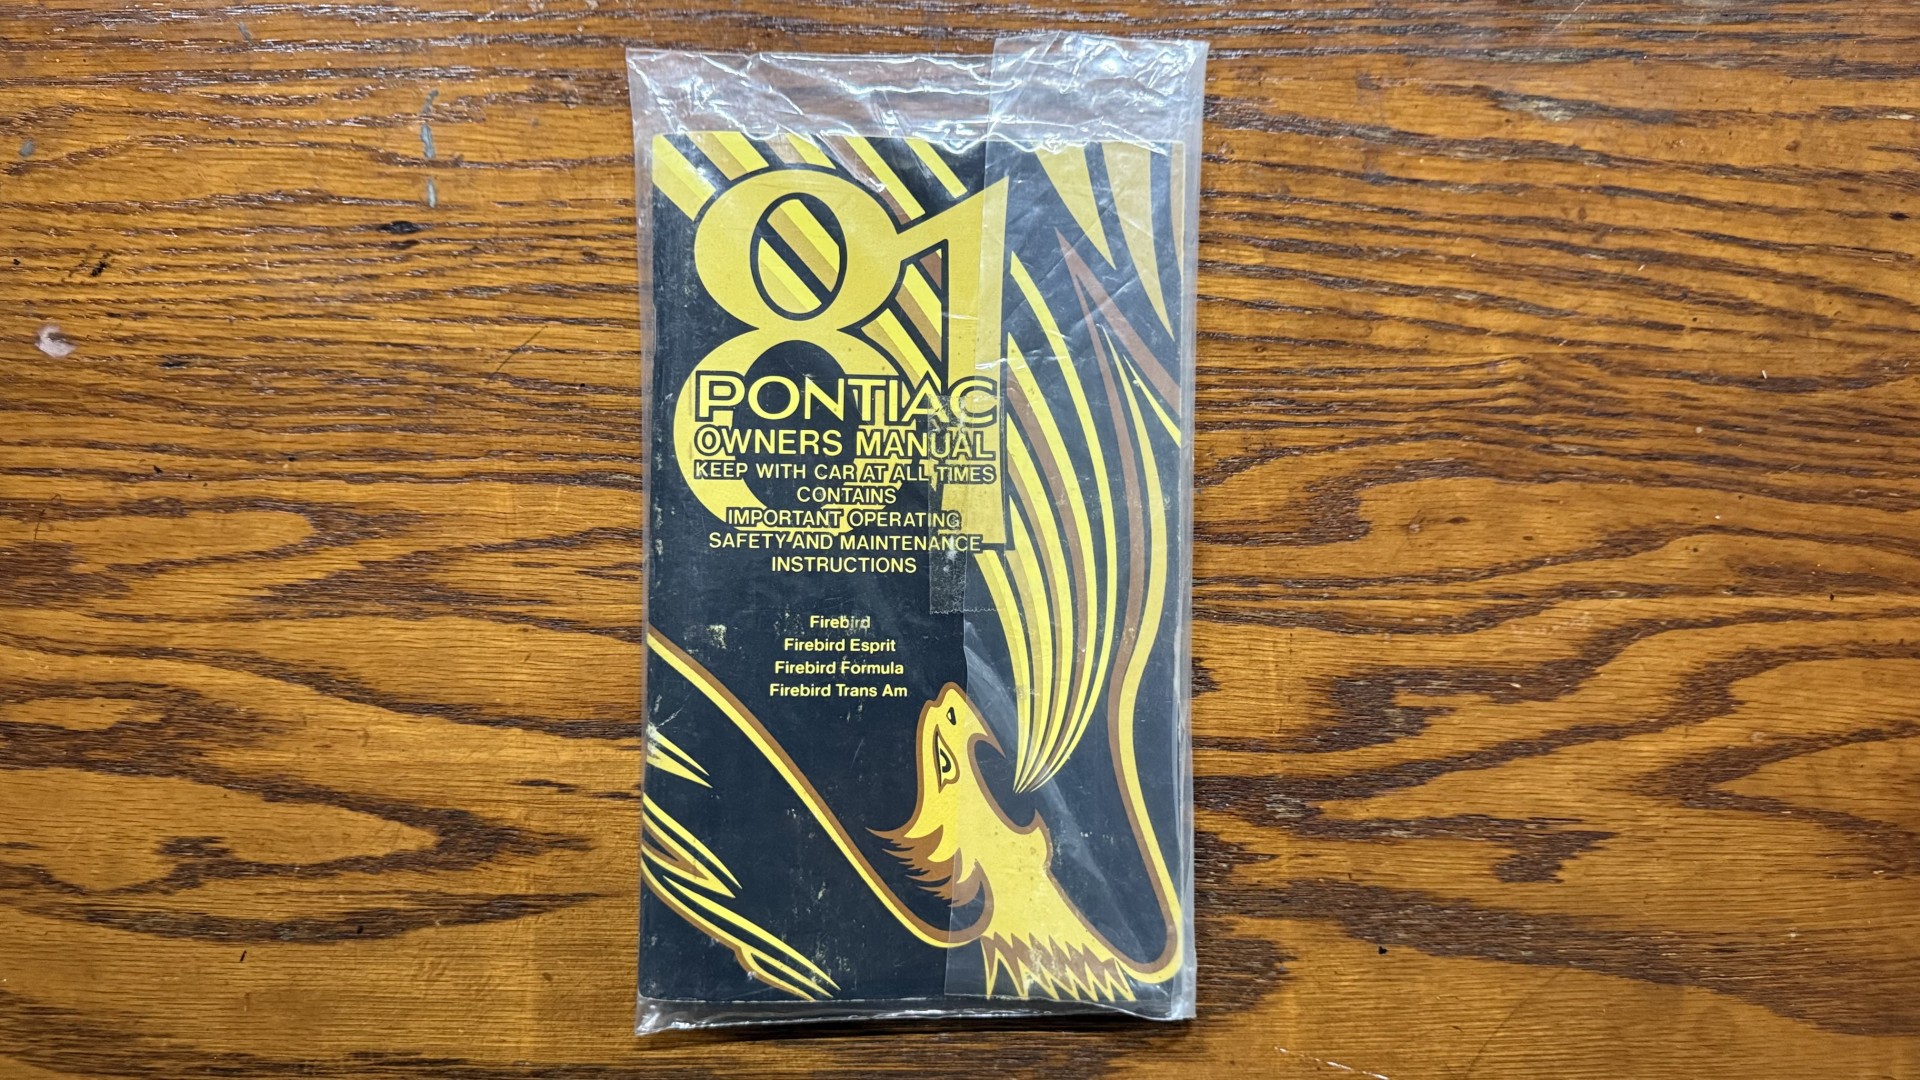 81
PONTIAC
OWNERS MANUAL
KEEP WITH CAR AT ALL TIMES
CONTAINS
IMPORTANT OPERATING
SAFETY AND MAINTENANCE
INSTRUCTIONS
Firebird
Firebird Esprit
Firebird Formula
Firebird Trans Am